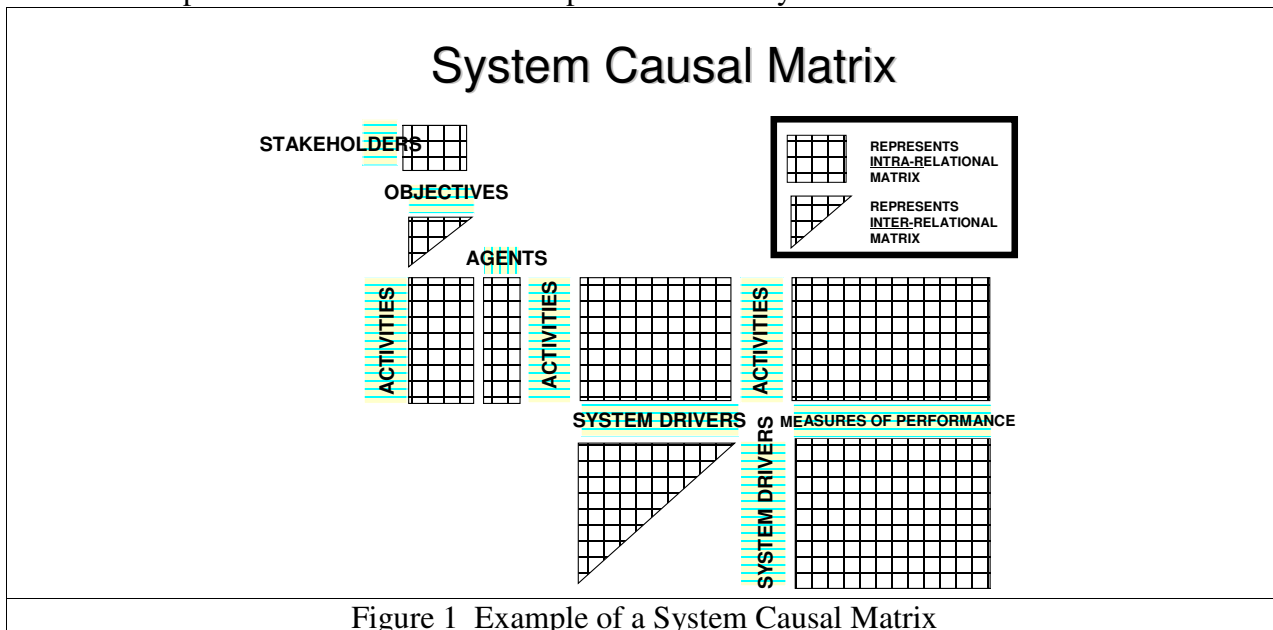 System Causal Matrix
STAKEHOLDERS
OBJECTIVES
AGENTS
ACTIVITIES
ACTIVITIES
ACTIVITIES
SYSTEM DRIVERS
MEASURES OF PERFORMANCE
SYSTEM DRIVERS
REPRESENTS
INTRA-RELATIONAL
MATRIX
REPRESENTS
INTER-RELATIONAL
MATRIX
Figure 1 Example of a System Causal Matrix